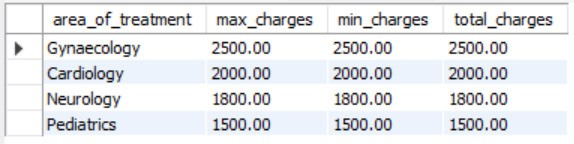 area_of_treatment max_charges min_charges total_charges
Gynaecology 2500.00 2500.00 2500.00
Cardiology 2000.00 2000.00 2000.00
Neurology 1800.00 1800.00 1800.00
Pediatrics 1500.00 1500.00 1500.00